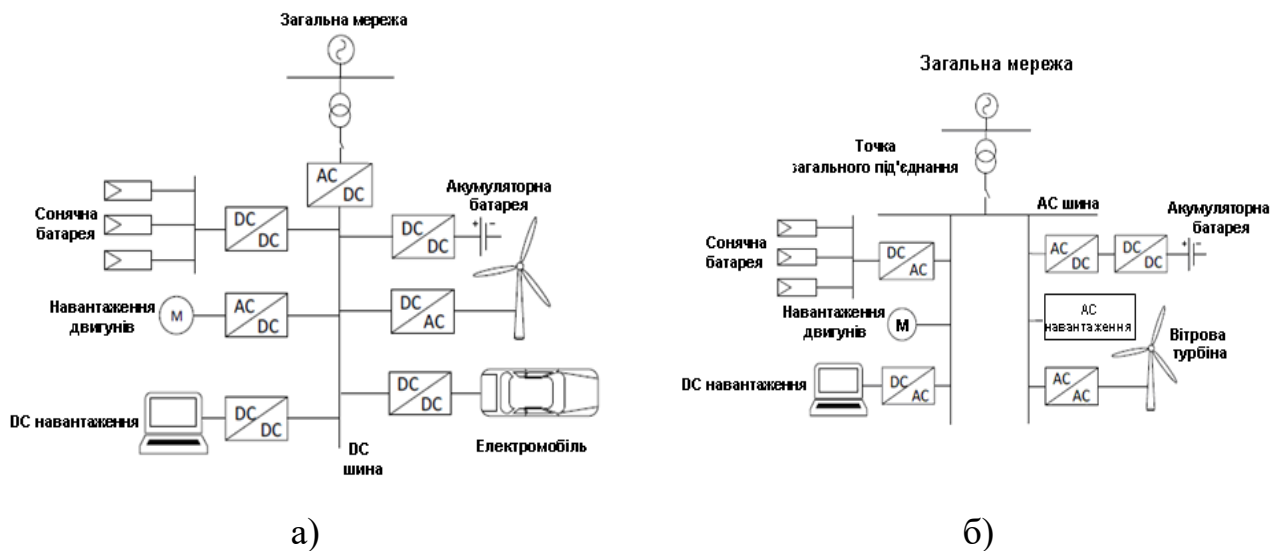 Загальна мережа
AC
DC
Сонячна
батарея
DC
DC
DC
DC
Акумуляторна
батарея
+ −
Навантаження
двигунів
M
AC
DC
DC
AC
DC навантаження
DC
DC
DC
DC
Електромобіль
DC
шина
а)
Загальна мережа
Точка
загального під'єднання
AC шина
Сонячна
батарея
DC
AC
AC
DC
DC
DC
Акумуляторна
батарея
+ −
Навантаження
двигунів
M
AC
навантаження
Вітрова
турбіна
DC навантаження
DC
AC
AC
AC
б)